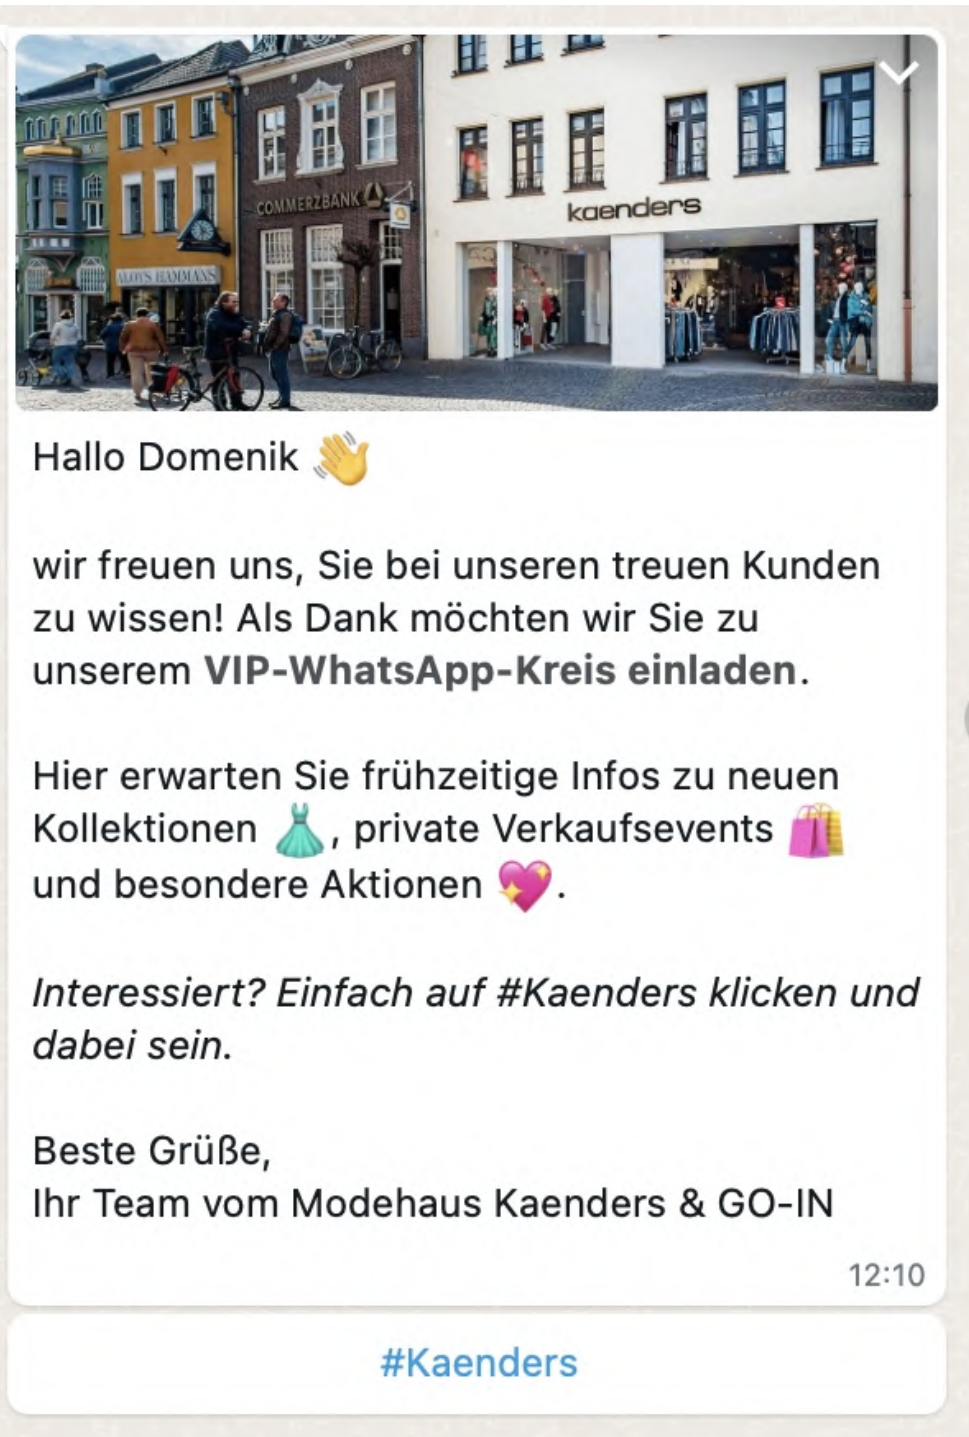 COMMERZBANK
kaenders
ALOYS HAMMANS
Hallo Domenik 👋
wir freuen uns, Sie bei unseren treuen Kunden
zu wissen! Als Dank möchten wir Sie zu
unserem VIP-WhatsApp-Kreis einladen.
Hier erwarten Sie frühzeitige Infos zu neuen
Kollektionen 👗, private Verkaufsevents 🛍️
und besondere Aktionen 💖.
Interessiert? Einfach auf #Kaenders klicken und
dabei sein.
Beste Grüße,
Ihr Team vom Modehaus Kaenders & GO-IN
12:10
#Kaenders